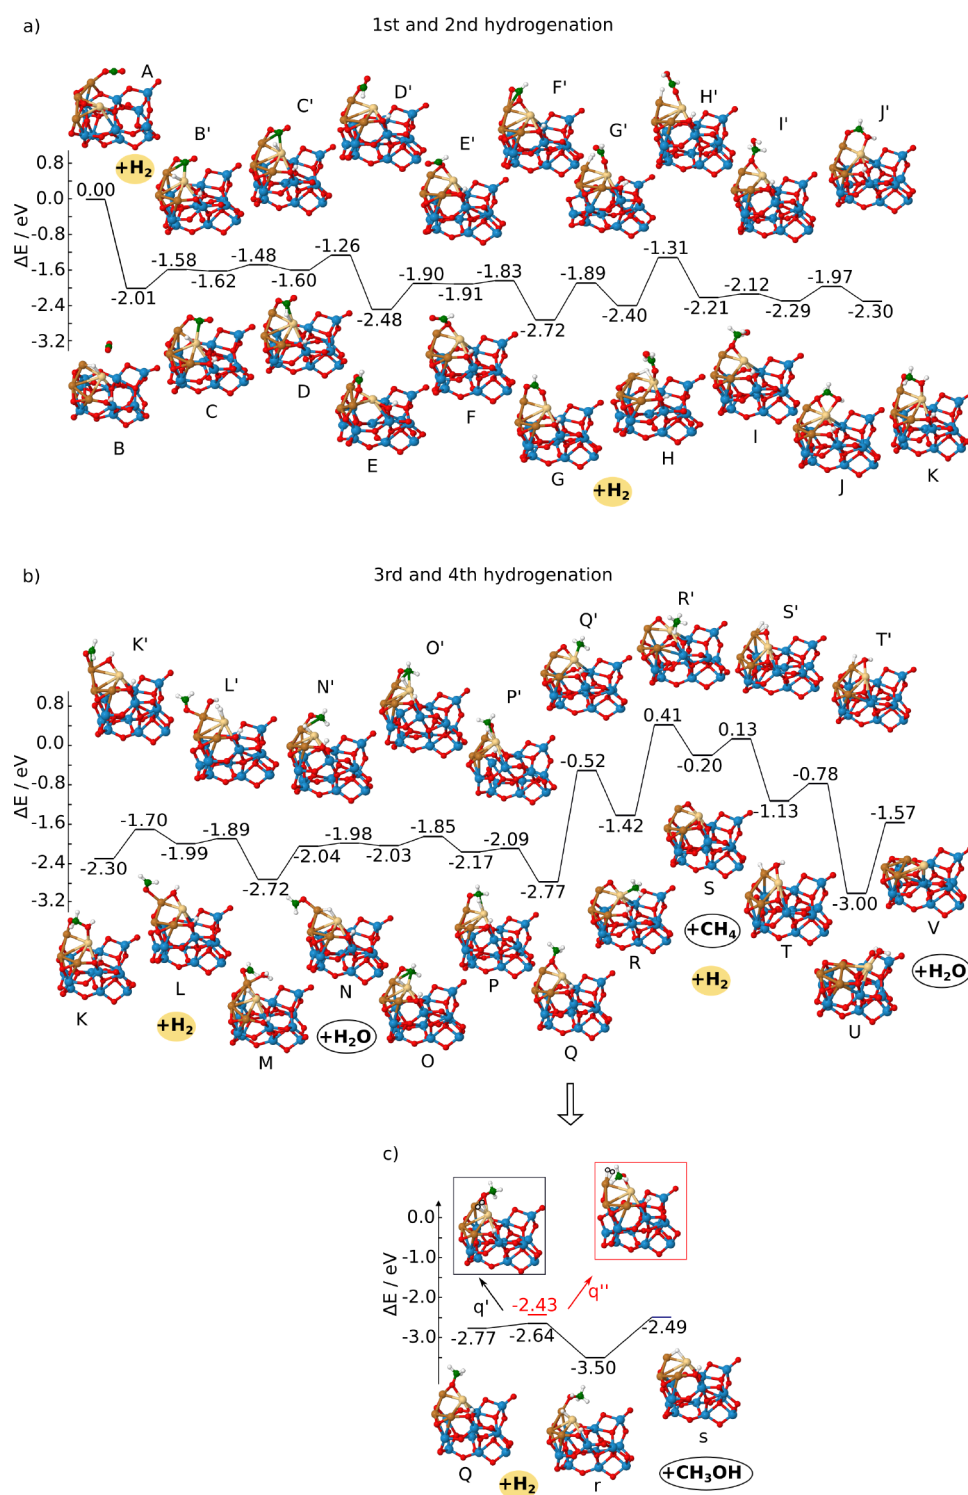 a)
1st and 2nd hydrogenation
A
B'
C'
D'
E'
F'
G'
H'
I'
J'
+H₂
ΔE / eV
0.8
0.0
-0.8
-1.6
-2.4
-3.2
0.00
-2.01
-1.58
-1.62
-1.48
-1.60
-1.26
-2.48
-1.90
-1.91
-1.83
-2.72
-1.89
-2.40
-1.31
-2.21
-2.12
-2.29
-1.97
-2.30
B
C
D
E
F
G
+H₂
H
I
J
K
b)
3rd and 4th hydrogenation
K'
L'
N'
O'
P'
Q'
R'
S'
T'
ΔE / eV
0.8
0.0
-0.8
-1.6
-2.4
-3.2
-2.30
-1.70
-1.99
-1.89
-2.72
-2.04
-1.98
-2.03
-1.85
-2.17
-2.09
-2.77
-0.52
-1.42
0.41
-0.20
0.13
-1.13
-0.78
-3.00
-1.57
K
L
+H₂
M
N
+H₂O
O
P
Q
R
S
+CH₄
+H₂
T
U
V
+H₂O
c)
ΔE / eV
0.0
-1.0
-2.0
-3.0
q'
q''
-2.43
-2.77
-2.64
-3.50
-2.49
Q
+H₂
r
s
+CH₃OH